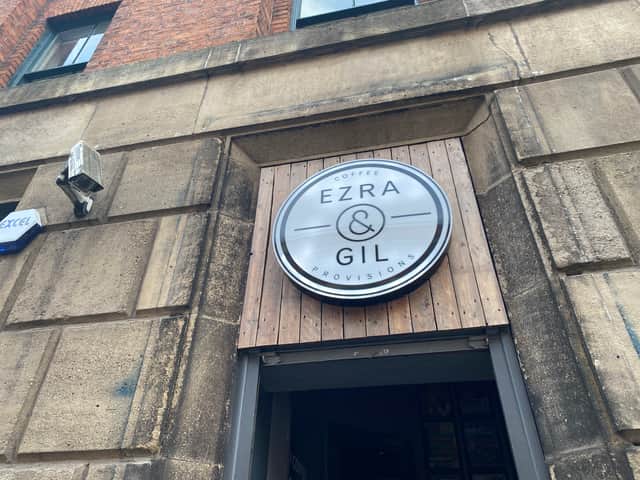 COFFEE
EZRA
&
GIL
PROVISIONS
EXCEL